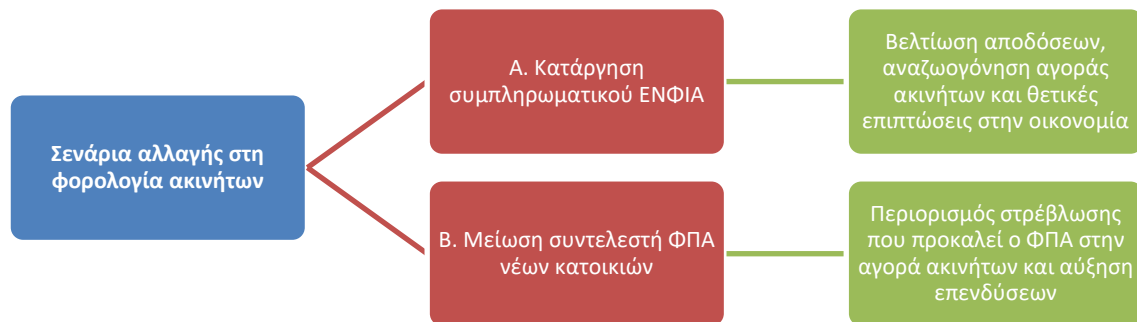 Σενάρια αλλαγής στη
φορολογία ακινήτων
Α. Κατάργηση
συμπληρωματικού ΕΝΦΙΑ
Βελτίωση αποδόσεων,
αναζωογόνηση αγοράς
ακινήτων και θετικές
επιπτώσεις στην οικονομία
Β. Μείωση συντελεστή ΦΠΑ
νέων κατοικιών
Περιορισμός στρέβλωσης
που προκαλεί ο ΦΠΑ στην
αγορά ακινήτων και αύξηση
επενδύσεων